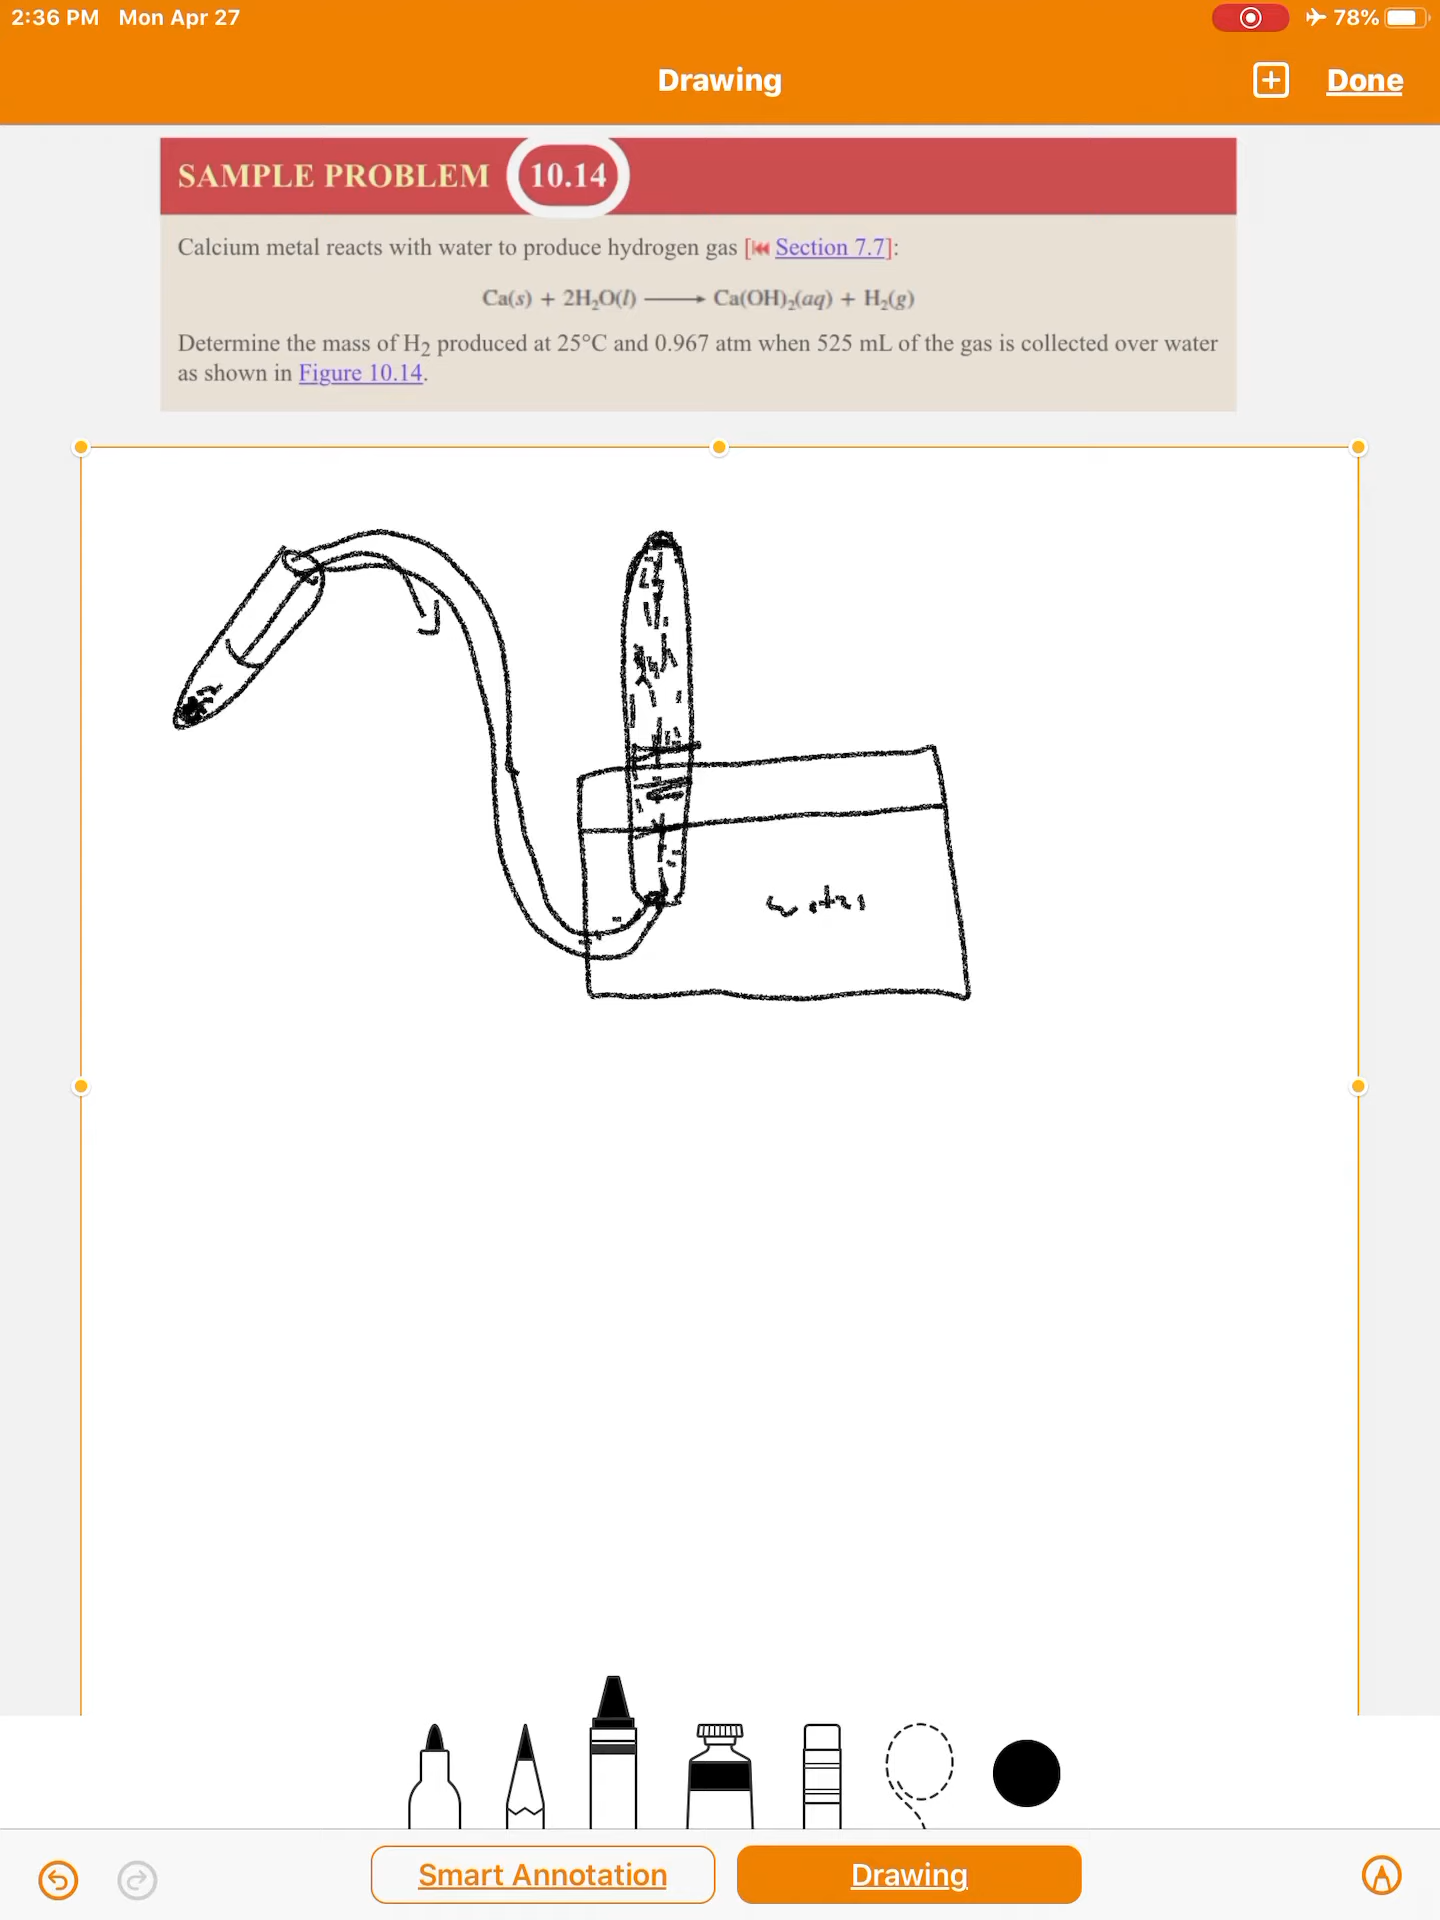 2:36 PM Mon Apr 27
78%
Drawing
Done
SAMPLE PROBLEM 10.14
Calcium metal reacts with water to produce hydrogen gas [⏮ Section 7.7]:
Ca(s) + 2H₂O(l) ⟶ Ca(OH)₂(aq) + H₂(g)
Determine the mass of H₂ produced at 25°C and 0.967 atm when 525 mL of the gas is collected over water
as shown in Figure 10.14.
water
Smart Annotation
Drawing